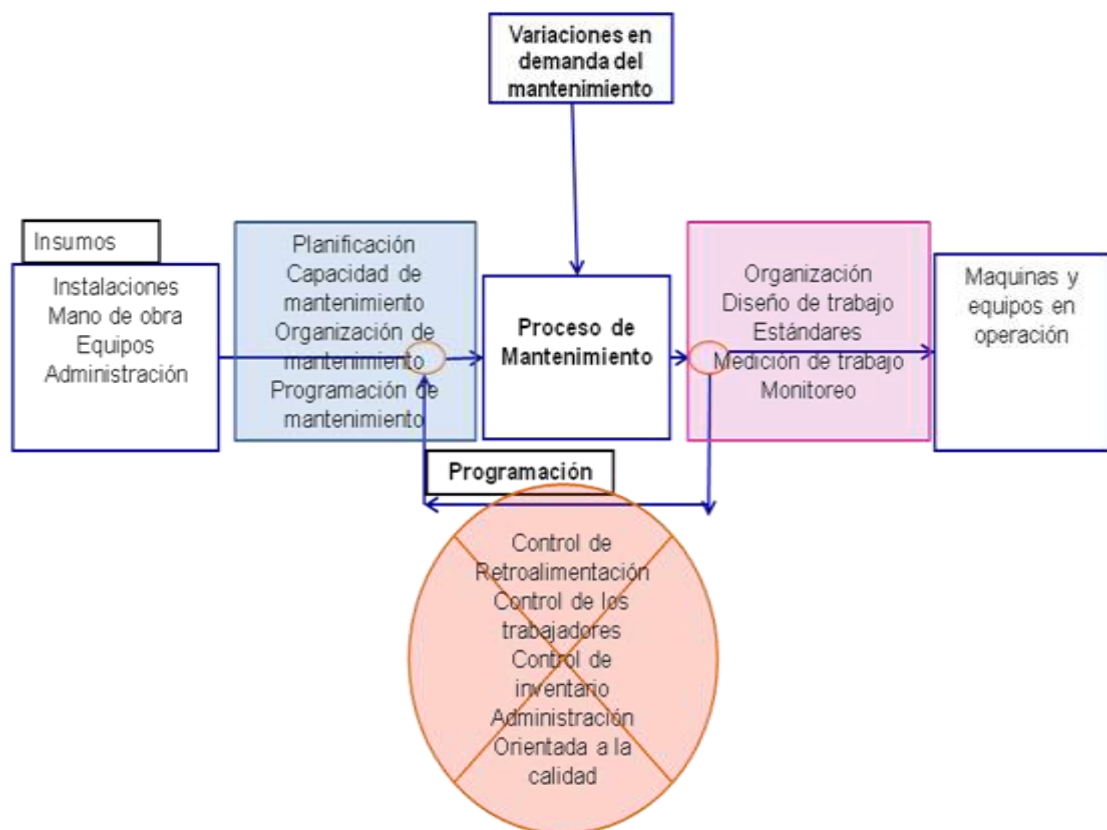 Variaciones en
demanda del
mantenimiento
Insumos
Instalaciones
Mano de obra
Equipos
Administración
Planificación
Capacidad de
mantenimiento
Organización de
mantenimiento
Programación de
mantenimiento
Proceso de
Mantenimiento
Organización
Diseño de trabajo
Estándares
Medición de trabajo
Monitoreo
Maquinas y
equipos en
operación
Programación
Control de
Retroalimentación
Control de los
trabajadores
Control de
inventario
Administración
Orientada a la
calidad